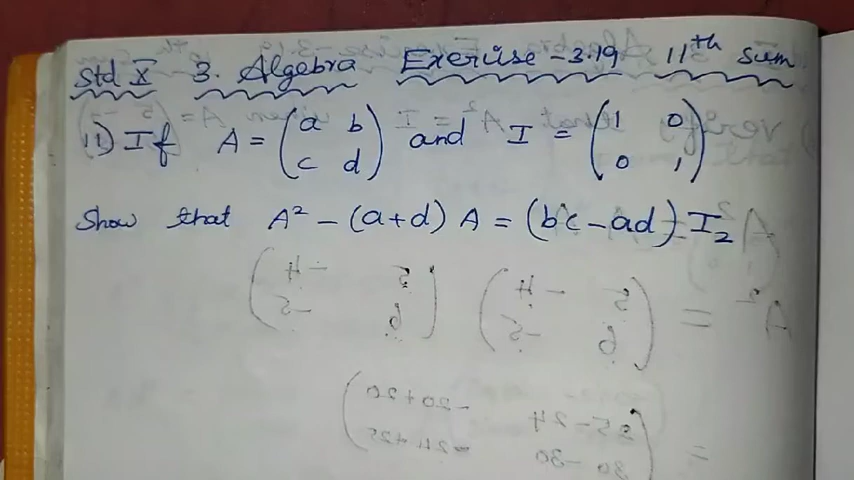 Std X 3. Algebra Exercise - 3.19 11th sum
11) If A = (a b c d) and I = (1 0 0 1)
Show that A² - (a+d) A = (bc - ad) I₂